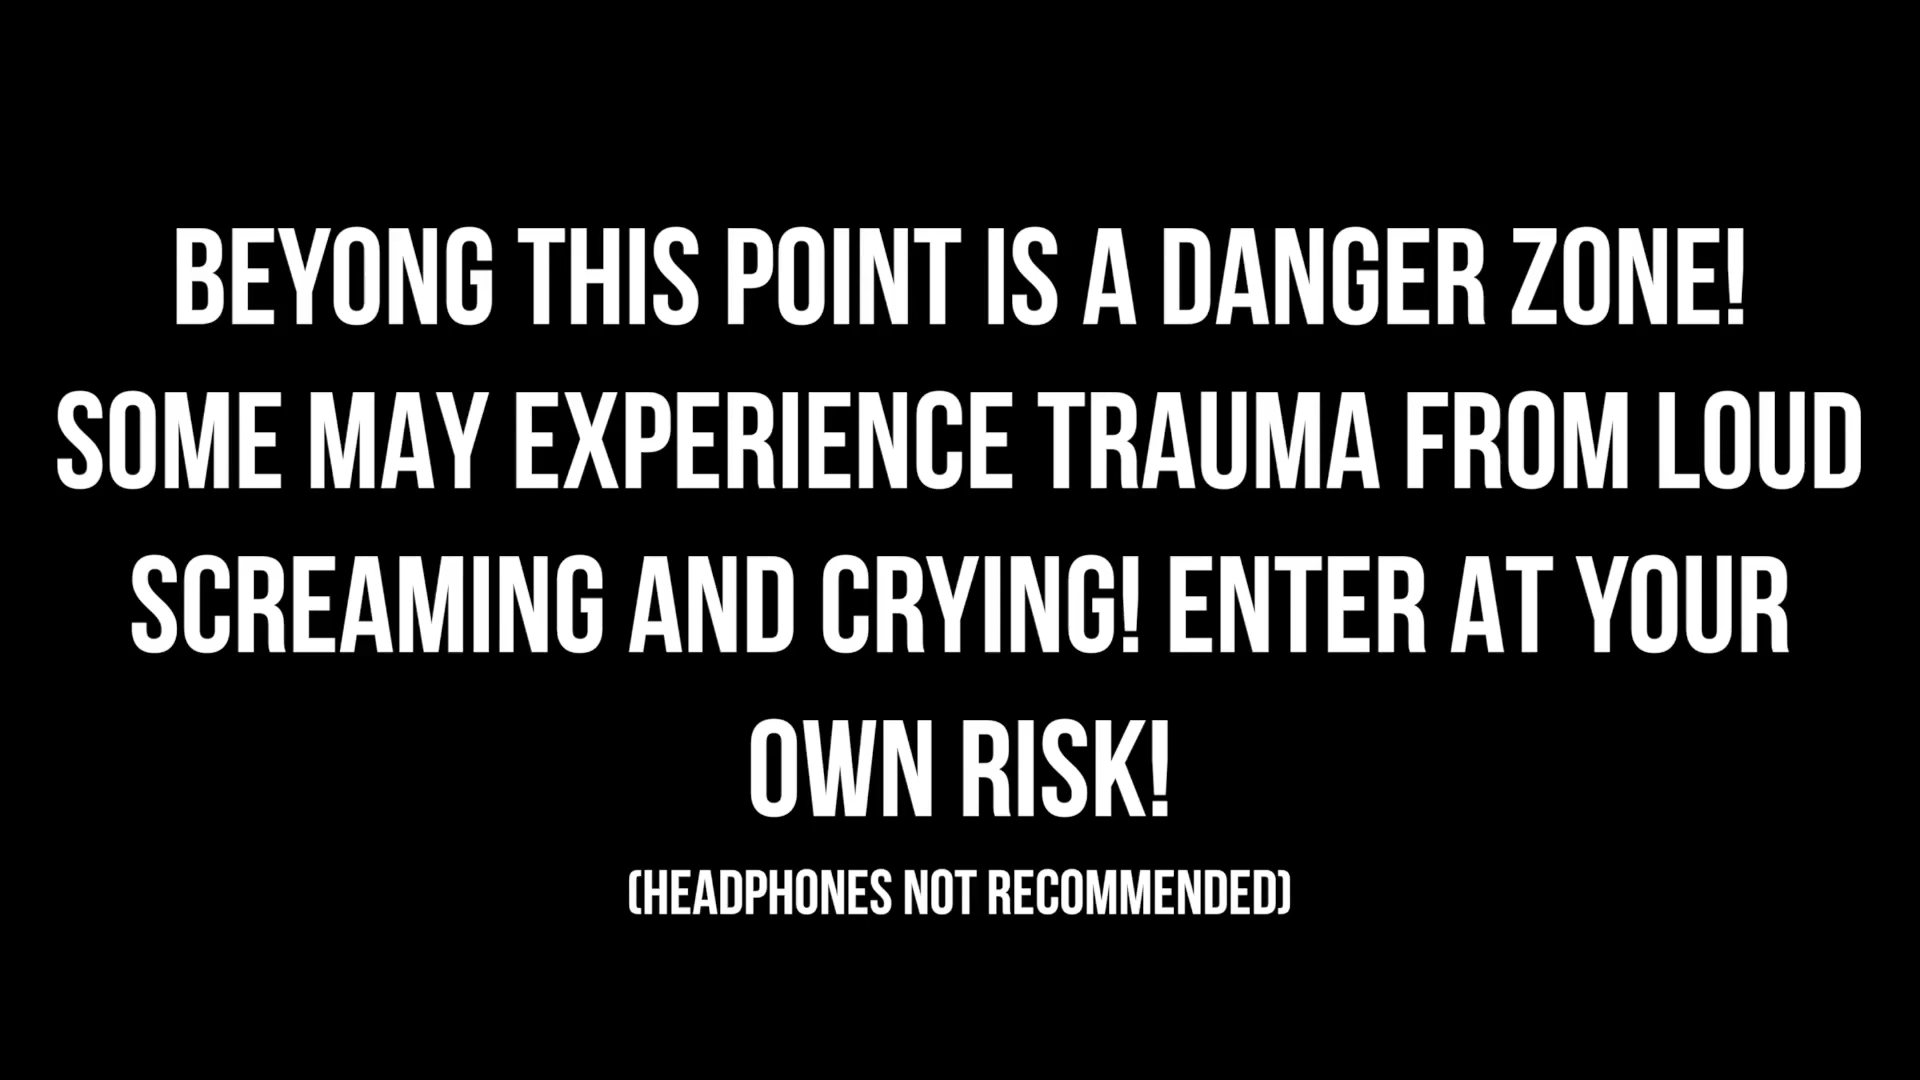 BEYONG THIS POINT IS A DANGER ZONE!
SOME MAY EXPERIENCE TRAUMA FROM LOUD
SCREAMING AND CRYING! ENTER AT YOUR
OWN RISK!
(HEADPHONES NOT RECOMMENDED)